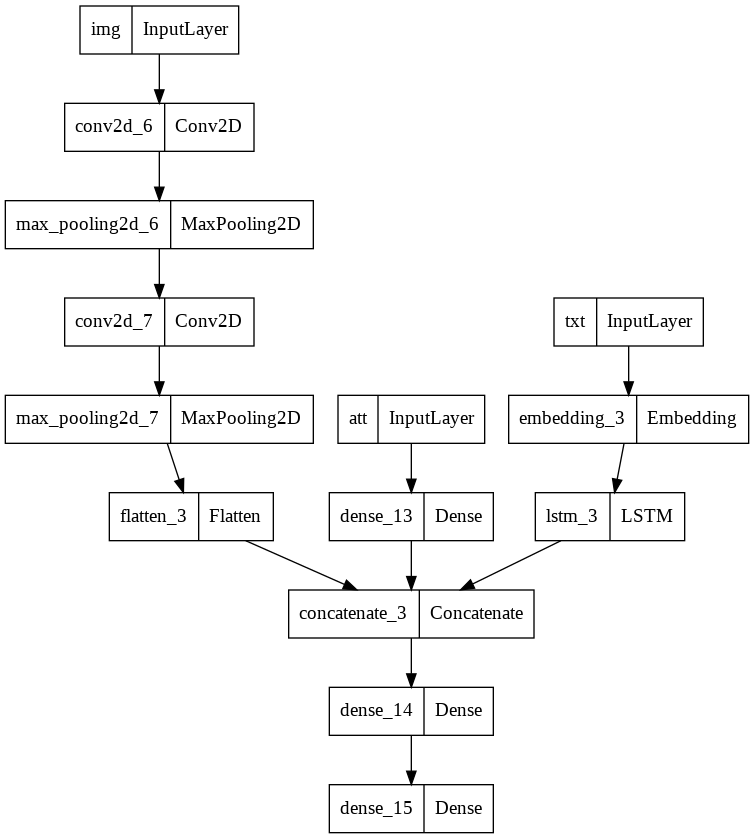 img InputLayer
conv2d_6 Conv2D
max_pooling2d_6 MaxPooling2D
conv2d_7 Conv2D
txt InputLayer
max_pooling2d_7 MaxPooling2D
att InputLayer
embedding_3 Embedding
flatten_3 Flatten
dense_13 Dense
lstm_3 LSTM
concatenate_3 Concatenate
dense_14 Dense
dense_15 Dense